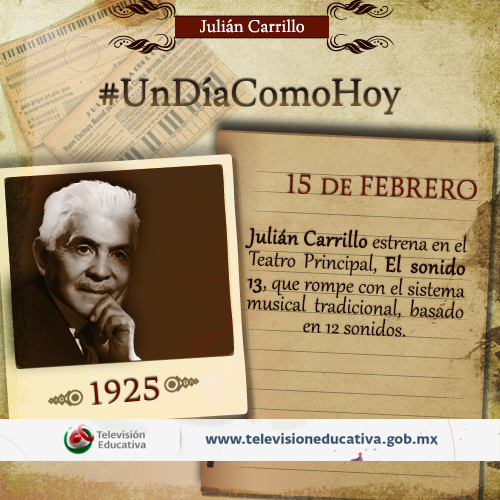 Julián Carrillo
#UnDíaComoHoy
15 DE FEBRERO
Julián Carrillo estrena en el
Teatro Principal, El sonido
13, que rompe con el sistema
musical tradicional, basado
en 12 sonidos.
1925
Televisión
Educativa
www.televisioneducativa.gob.mx